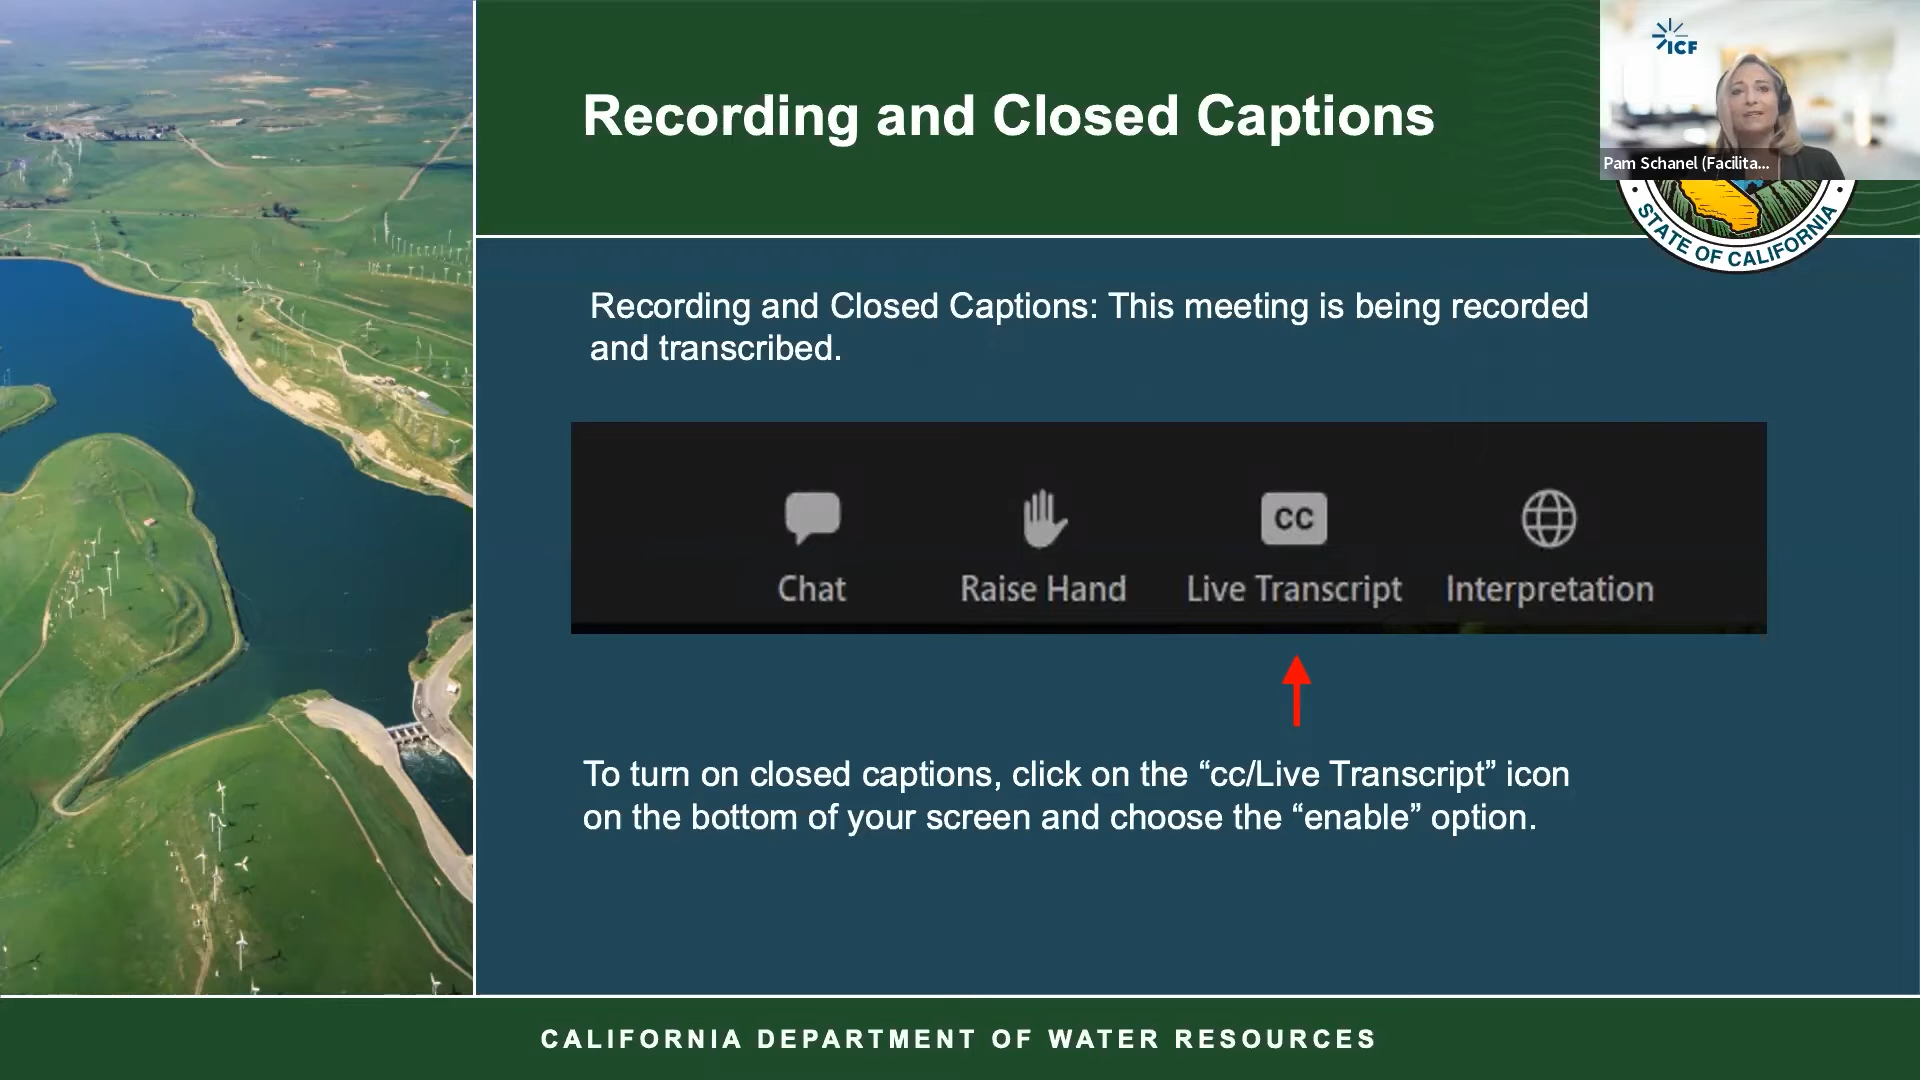 Recording and Closed Captions
ICF
Pam Schanel (Facilita...
STATE OF CALIFORNIA
Recording and Closed Captions: This meeting is being recorded
and transcribed.
CC
Chat
Raise Hand
Live Transcript
Interpretation
To turn on closed captions, click on the “cc/Live Transcript” icon
on the bottom of your screen and choose the “enable” option.
CALIFORNIA DEPARTMENT OF WATER RESOURCES